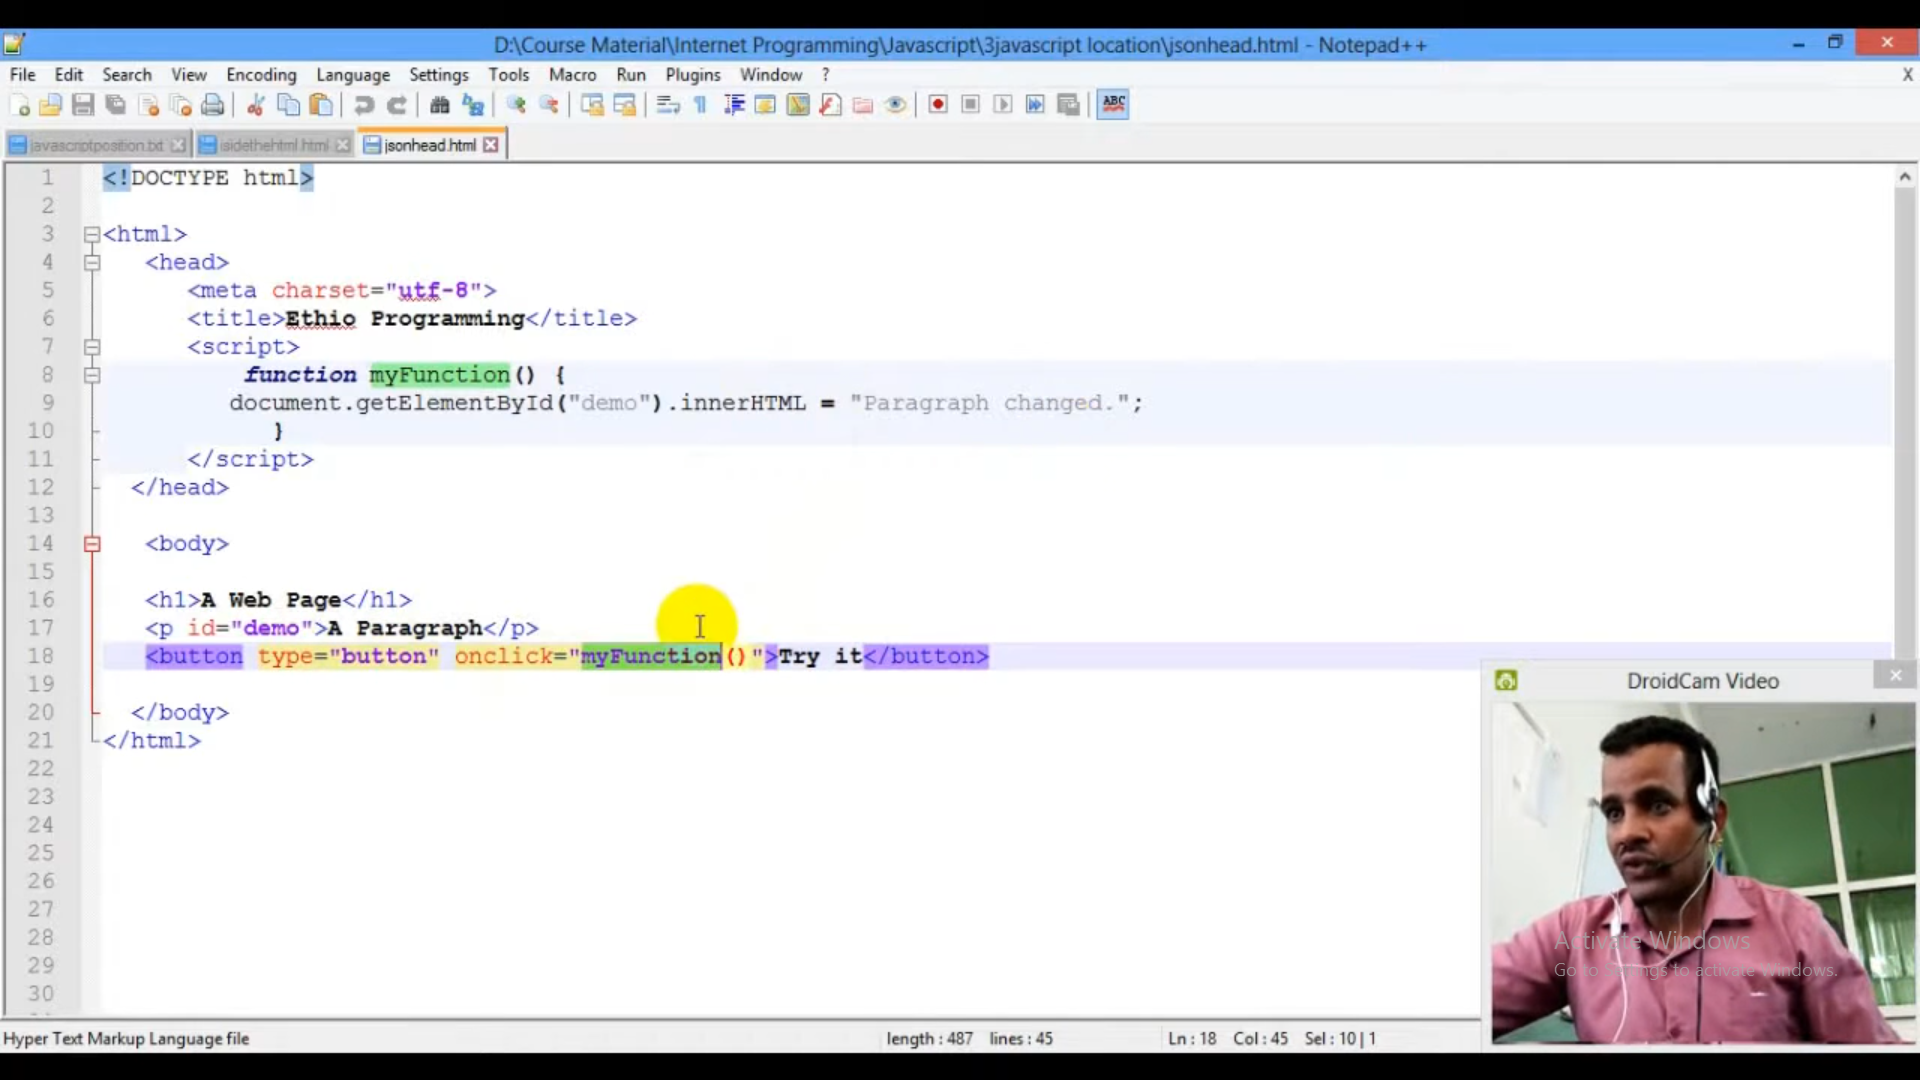 D:\Course Material\Internet Programming\Javascript\3javascript location\jsonhead.html - Notepad++
File Edit Search View Encoding Language Settings Tools Macro Run Plugins Window ? X
ABC
javascriptposition.txt isidethehtml.html jsonhead.html
1 <!DOCTYPE html>
2
3 <html>
4 <head>
5 <meta charset="utf-8">
6 <title>Ethio Programming</title>
7 <script>
8 function myFunction() {
9 document.getElementById("demo").innerHTML = "Paragraph changed.";
10 }
11 </script>
12 </head>
13
14 <body>
15
16 <h1>A Web Page</h1>
17 <p id="demo">A Paragraph</p>
18 <button type="button" onclick="myFunction()">Try it</button>
19
20 </body>
21 </html>
22
23
24
25
26
27
28
29
30
DroidCam Video
Activate Windows
Go to Settings to activate Windows.
Hyper Text Markup Language file length : 487 lines : 45 Ln : 18 Col : 45 Sel : 10 | 1